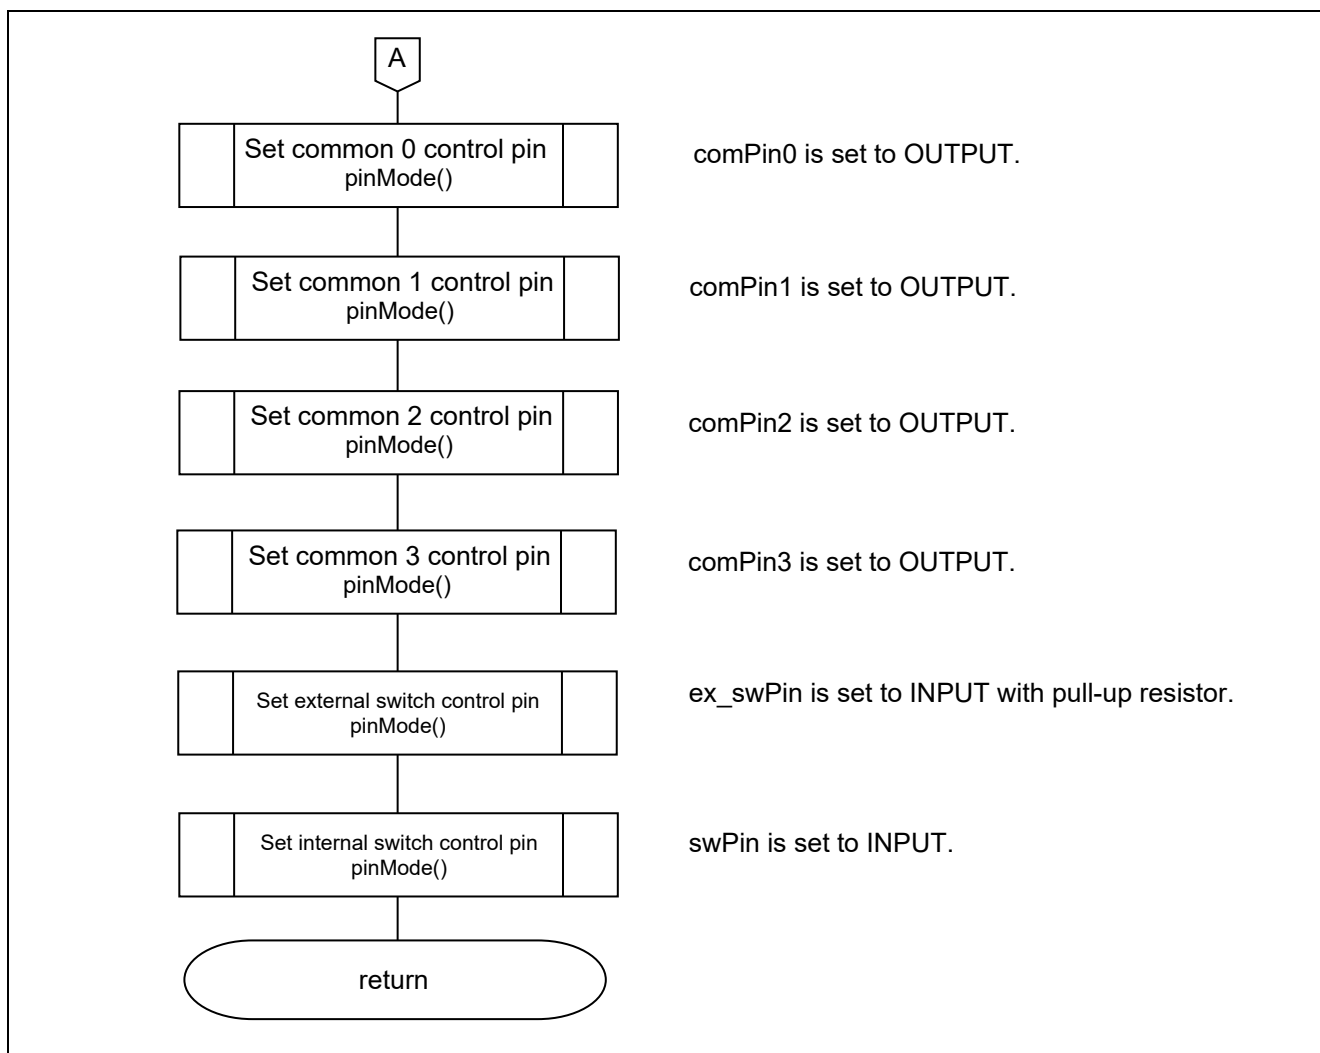 A
Set common 0 control pin
pinMode()
comPin0 is set to OUTPUT.
Set common 1 control pin
pinMode()
comPin1 is set to OUTPUT.
Set common 2 control pin
pinMode()
comPin2 is set to OUTPUT.
Set common 3 control pin
pinMode()
comPin3 is set to OUTPUT.
Set external switch control pin
pinMode()
ex_swPin is set to INPUT with pull-up resistor.
Set internal switch control pin
pinMode()
swPin is set to INPUT.
return